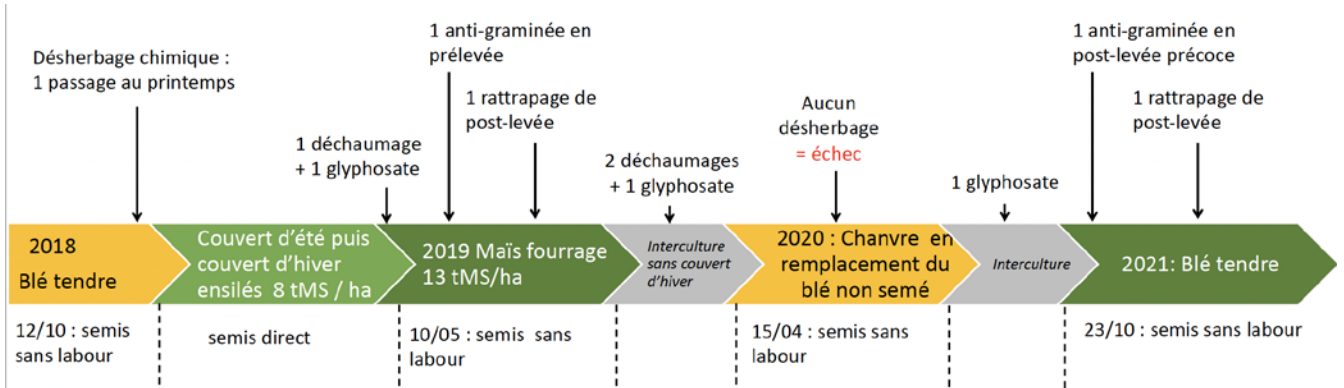 Désherbage chimique :
1 passage au printemps
1 déchaumage
+ 1 glyphosate
1 anti-graminée en
prélevée
1 rattrapage de
post-levée
2 déchaumages
+ 1 glyphosate
Aucun
désherbage
= échec
1 glyphosate
1 anti-graminée en
post-levée précoce
1 rattrapage de
post-levée
2018
Blé tendre
Couvert d'été puis
couvert d'hiver
ensilés 8 tMS / ha
2019 Maïs fourrage
13 tMS/ha
Interculture
sans couvert
d'hiver
2020 : Chanvre en
remplacement du
blé non semé
Interculture
2021: Blé tendre
12/10 : semis
sans labour
semis direct
10/05 : semis sans
labour
15/04 : semis sans
labour
23/10 : semis sans labour